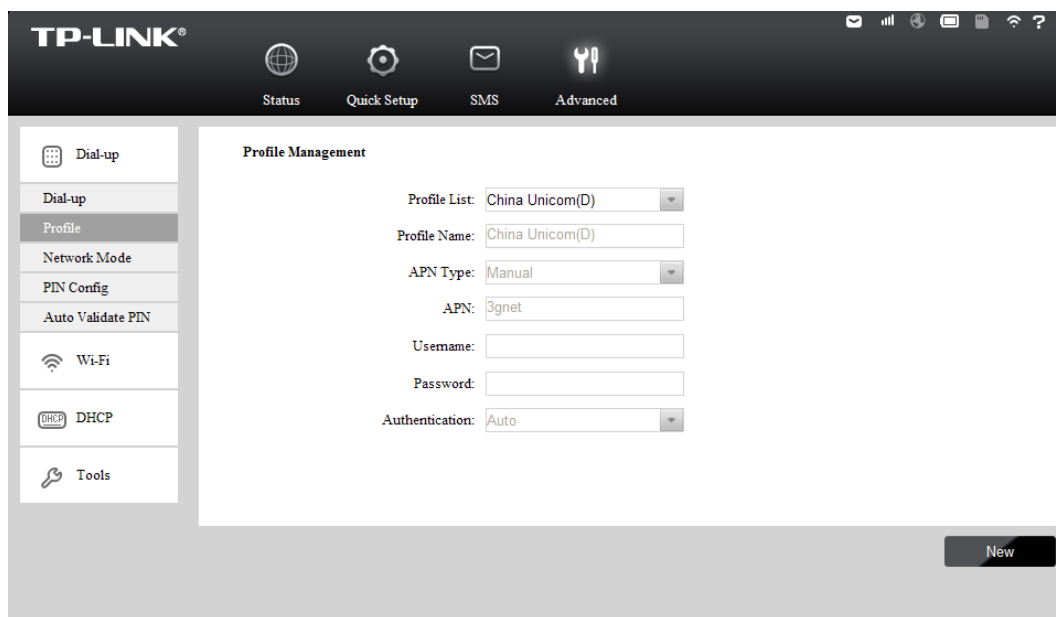 TP-LINK®
Status
Quick Setup
SMS
Advanced
Dial-up
Dial-up
Profile
Network Mode
PIN Config
Auto Validate PIN
Wi-Fi
DHCP DHCP
Tools
Profile Management
Profile List: China Unicom(D)
Profile Name: China Unicom(D)
APN Type: Manual
APN: 3gnet
Username:
Password:
Authentication: Auto
New